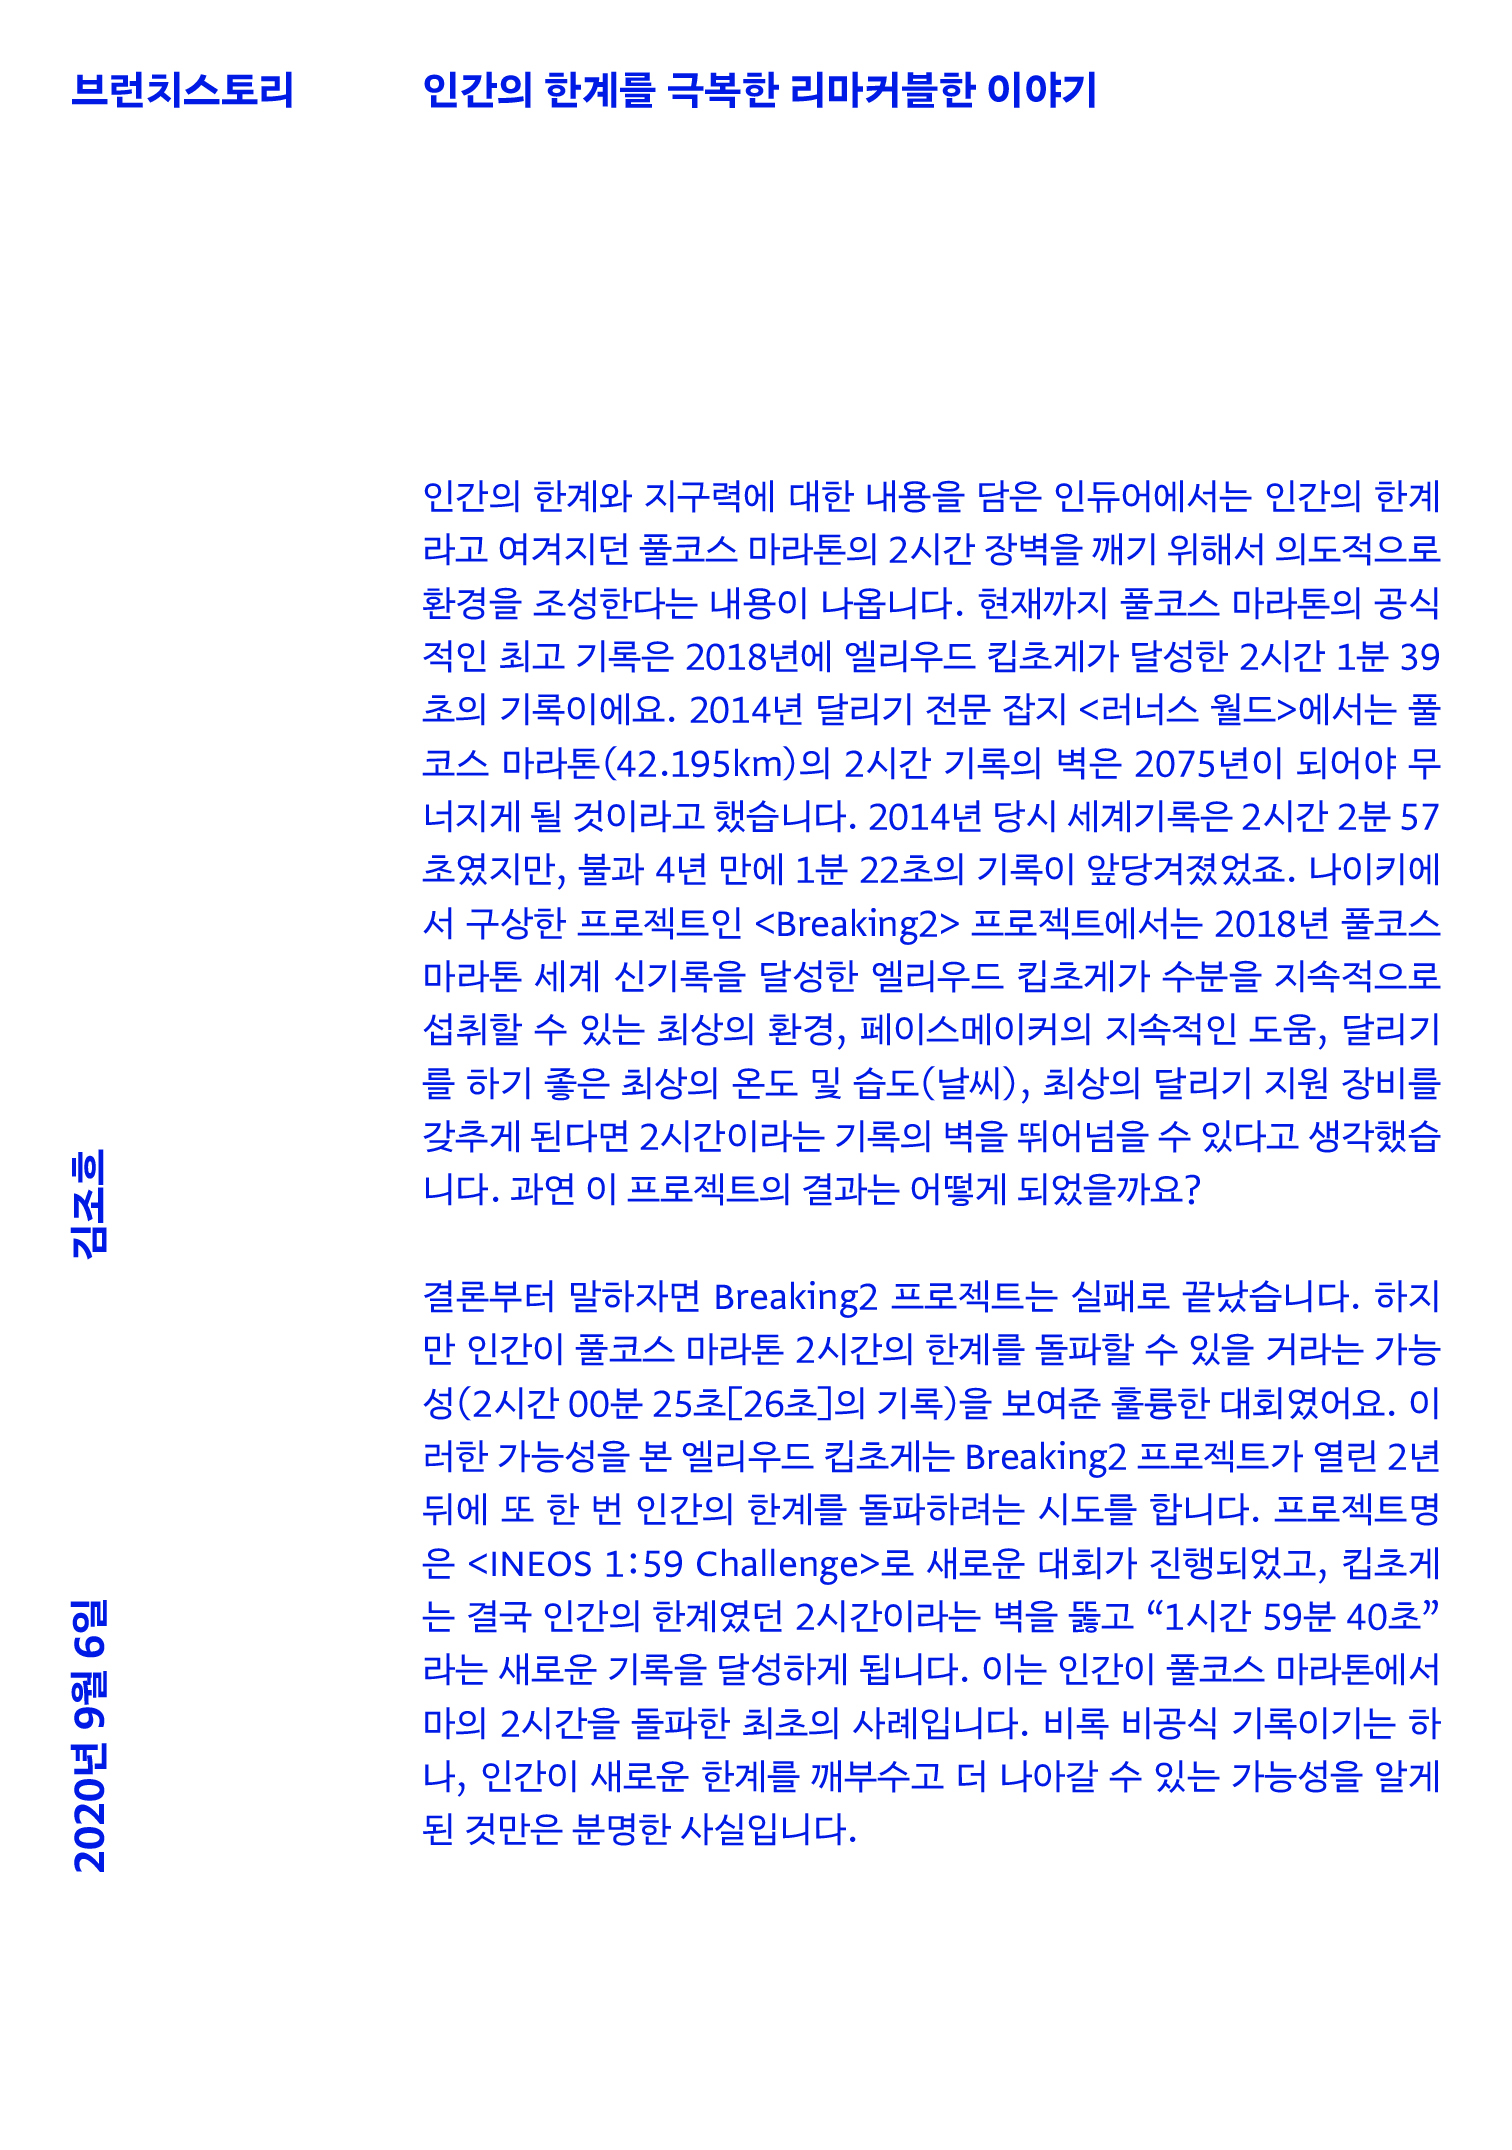 브런치스토리
인간의 한계를 극복한 리마커블한 이야기
인간의 한계와 지구력에 대한 내용을 담은 인듀어에서는 인간의 한계
라고 여겨지던 풀코스 마라톤의 2시간 장벽을 깨기 위해서 의도적으로
환경을 조성한다는 내용이 나옵니다. 현재까지 풀코스 마라톤의 공식
적인 최고 기록은 2018년에 엘리우드 킵초게가 달성한 2시간 1분 39
초의 기록이에요. 2014년 달리기 전문 잡지 <러너스 월드>에서는 풀
코스 마라톤(42.195km)의 2시간 기록의 벽은 2075년이 되어야 무
너지게 될 것이라고 했습니다. 2014년 당시 세계기록은 2시간 2분 57
초였지만, 불과 4년 만에 1분 22초의 기록이 앞당겨졌었죠. 나이키에
서 구상한 프로젝트인 <Breaking2> 프로젝트에서는 2018년 풀코스
마라톤 세계 신기록을 달성한 엘리우드 킵초게가 수분을 지속적으로
섭취할 수 있는 최상의 환경, 페이스메이커의 지속적인 도움, 달리기
를 하기 좋은 최상의 온도 및 습도(날씨), 최상의 달리기 지원 장비를
갖추게 된다면 2시간이라는 기록의 벽을 뛰어넘을 수 있다고 생각했습
니다. 과연 이 프로젝트의 결과는 어떻게 되었을까요?
결론부터 말하자면 Breaking2 프로젝트는 실패로 끝났습니다. 하지
만 인간이 풀코스 마라톤 2시간의 한계를 돌파할 수 있을 거라는 가능
성(2시간 00분 25초[26초]의 기록)을 보여준 훌륭한 대회였어요. 이
러한 가능성을 본 엘리우드 킵초게는 Breaking2 프로젝트가 열린 2년
뒤에 또 한 번 인간의 한계를 돌파하려는 시도를 합니다. 프로젝트명
은 <INEOS 1:59 Challenge>로 새로운 대회가 진행되었고, 킵초게
는 결국 인간의 한계였던 2시간이라는 벽을 뚫고 “1시간 59분 40초”
라는 새로운 기록을 달성하게 됩니다. 이는 인간이 풀코스 마라톤에서
마의 2시간을 돌파한 최초의 사례입니다. 비록 비공식 기록이기는 하
나, 인간이 새로운 한계를 깨부수고 더 나아갈 수 있는 가능성을 알게
된 것만은 분명한 사실입니다.
김조호
2020년 9월 6일